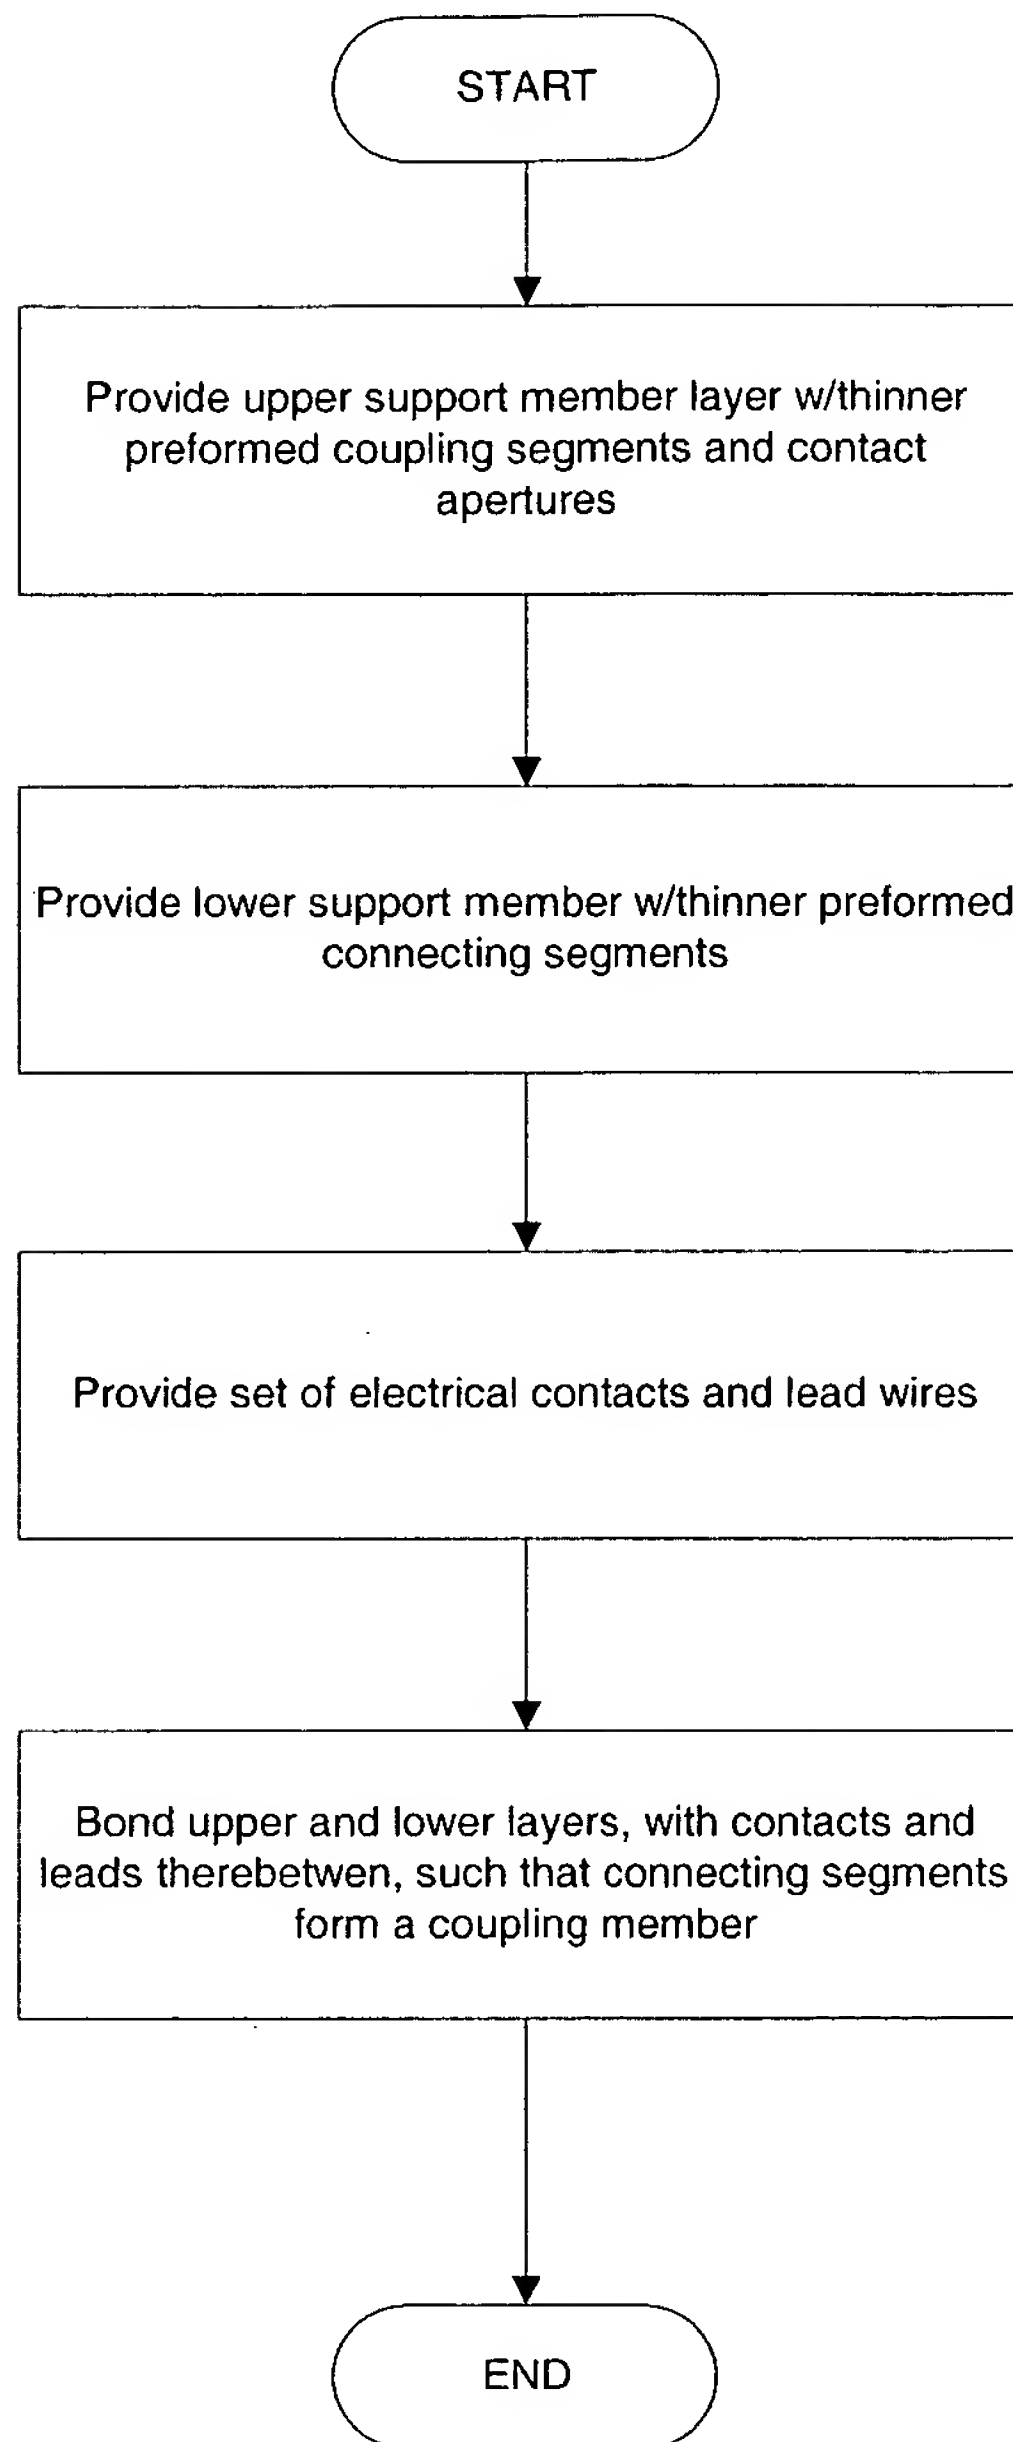 START
Provide upper support member layer w/thinner
preformed coupling segments and contact
apertures
Provide lower support member w/thinner preformed
connecting segments
Provide set of electrical contacts and lead wires
Bond upper and lower layers, with contacts and
leads therebetwen, such that connecting segments
form a coupling member
END